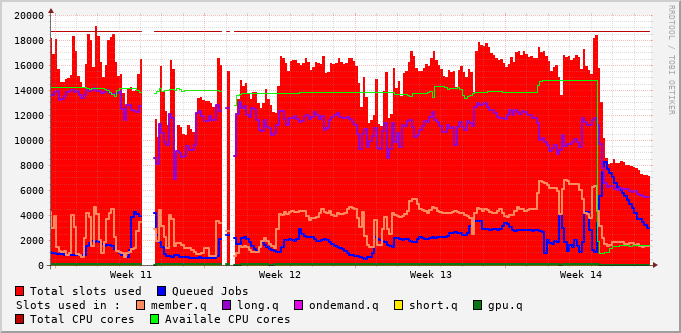 20000
18000
16000
14000
12000
10000
8000
6000
4000
2000
0
Week 11 Week 12 Week 13 Week 14
RRDTOOL / TOBI OETIKER
Total slots used Queued Jobs
Slots used in : member.q long.q ondemand.q short.q gpu.q
Total CPU cores Availale CPU cores